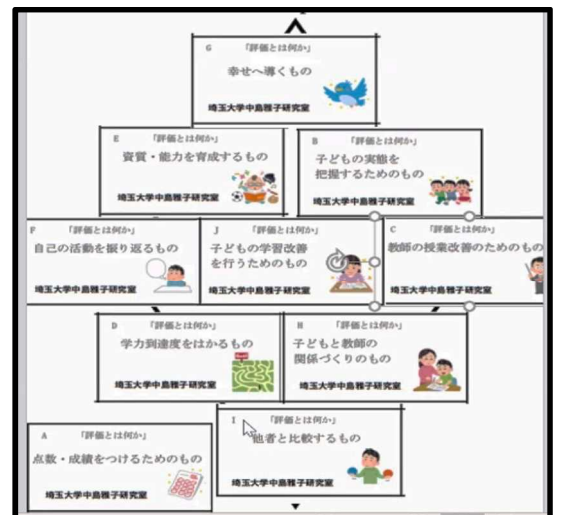 G 「評価とは何か」
幸せへ導くもの
埼玉大学中島雅子研究室
E 「評価とは何か」
資質・能力を育成するもの
埼玉大学中島雅子研究室
B 「評価とは何か」
子どもの実態を
把握するためのもの
埼玉大学中島雅子研究室
F 「評価とは何か」
自己の活動を振り返るもの
埼玉大学中島雅子研究室
J 「評価とは何か」
子どもの学習改善
を行うためのもの
埼玉大学中島雅子研究室
C 「評価とは何か」
教師の授業改善のためのもの
埼玉大学中島雅子研究室
D 「評価とは何か」
学力到達度をはかるもの
埼玉大学中島雅子研究室
H 「評価とは何か」
子どもと教師の
関係づくりのもの
埼玉大学中島雅子研究室
A 「評価とは何か」
点数・成績をつけるためのもの
埼玉大学中島雅子研究室
I 「評価とは何か」
他者と比較するもの
埼玉大学中島雅子研究室